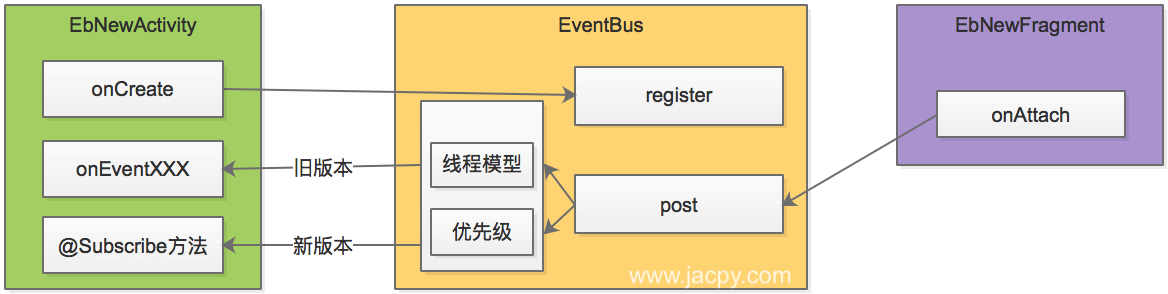 EbNewActivity
onCreate
onEventXXX
@Subscribe方法
旧版本
新版本
EventBus
register
线程模型
优先级
post
www.jacpy.com
EbNewFragment
onAttach